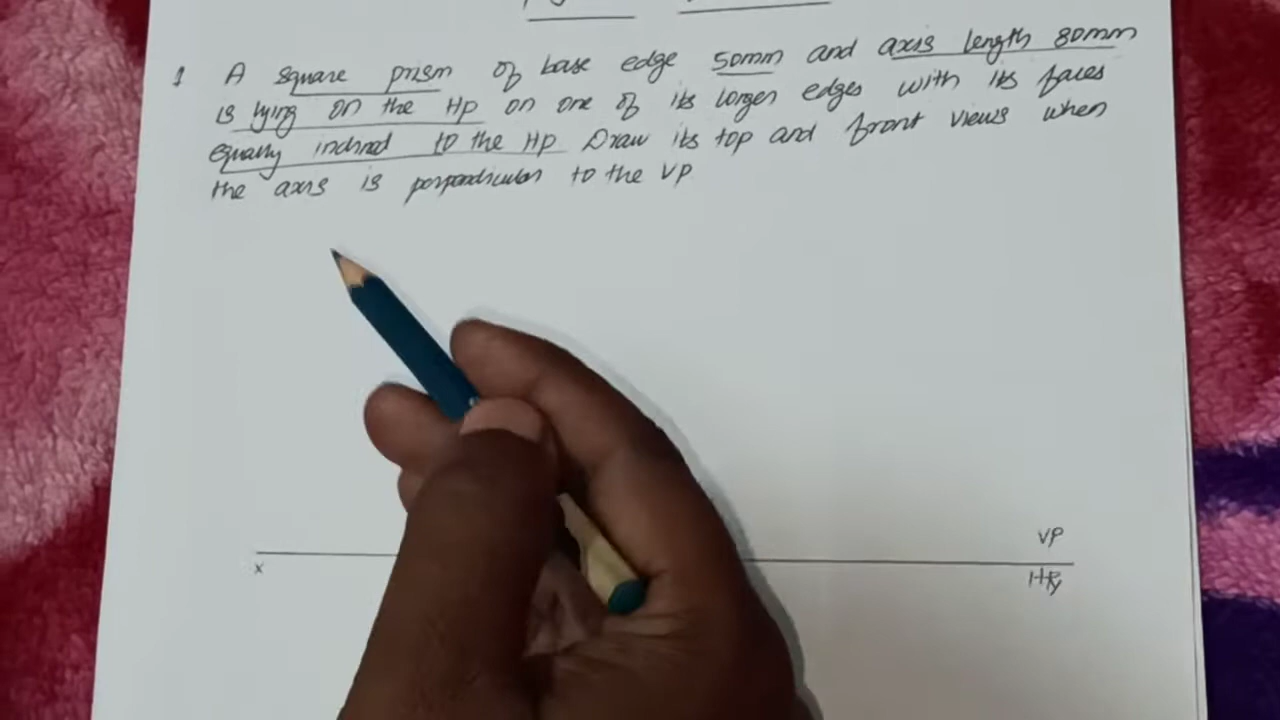 1 A square prism of base edge 50mm and axis length 80mm
is lying on the HP on one of its longer edges with its faces
equally inclined to the HP Draw its top and front views when
the axis is perpendicular to the VP
VP
x
HP
y